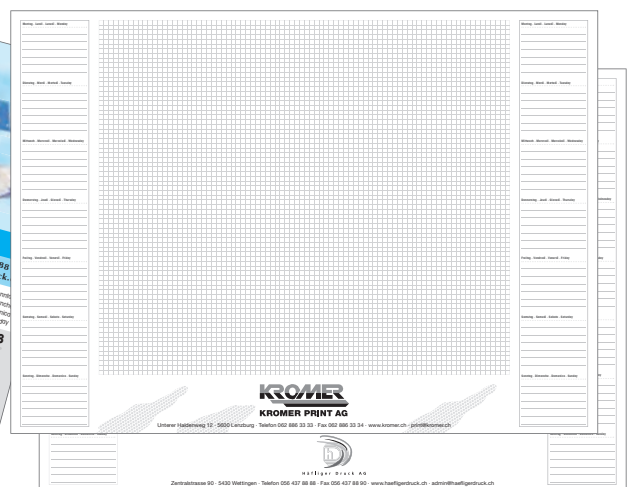 Montag . Lundi . Lunedì . Monday
Dienstag . Mardi . Martedì . Tuesday
Mittwoch . Mercredi . Mercoledì . Wednesday
Donnerstag . Jeudi . Giovedì . Thursday
Freitag . Vendredi . Venerdì . Friday
Samstag . Samedi . Sabato . Saturday
Sonntag . Dimanche . Domenica . Sunday
Montag . Lundi . Lunedì . Monday
Dienstag . Mardi . Martedì . Tuesday
Mittwoch . Mercredi . Mercoledì . Wednesday
Donnerstag . Jeudi . Giovedì . Thursday
Freitag . Vendredi . Venerdì . Friday
Samstag . Samedi . Sabato . Saturday
Sonntag . Dimanche . Domenica . Sunday
KROMER
KROMER PRINT AG
Unterer Haldenweg 12 · 5600 Lenzburg · Telefon 062 886 33 33 · Fax 062 886 33 34 · www.kromer.ch · print@kromer.ch
h
Häfliger Druck AG
Zentralstrasse 90 · 5430 Wettingen · Telefon 056 437 88 88 · Fax 056 437 88 90 · www.haefligerdruck.ch · admin@haefligerdruck.ch